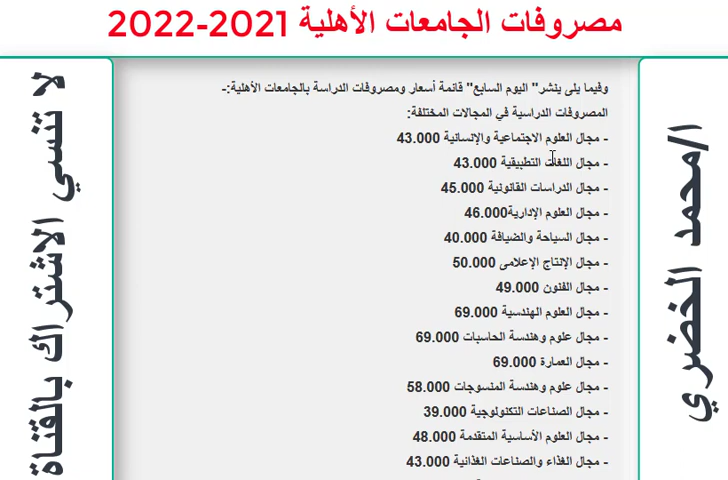 مصروفات الجامعات الأهلية 2021-2022
وفيما يلى ينشر" اليوم السابع" قائمة أسعار ومصروفات الدراسة بالجامعات الأهلية:-
المصروفات الدراسية في المجالات المختلفة:
- مجال العلوم الاجتماعية والإنسانية 43.000
- مجال اللغات التطبيقية 43.000
- مجال الدراسات القانونية 45.000
- مجال العلوم الإدارية46.000
- مجال السياحة والضيافة 40.000
- مجال الإنتاج الإعلامى 50.000
- مجال الفنون 49.000
- مجال العلوم الهندسية 69.000
- مجال علوم وهندسة الحاسبات 69.000
- مجال العمارة 69.000
- مجال علوم وهندسة المنسوجات 58.000
- مجال الصناعات التكنولوجية 39.000
- مجال العلوم الأساسية المتقدمة 48.000
- مجال الغذاء والصناعات الغذائية 43.000
أ/محمد الخضري
لا تنسي الاشتراك بالقناة